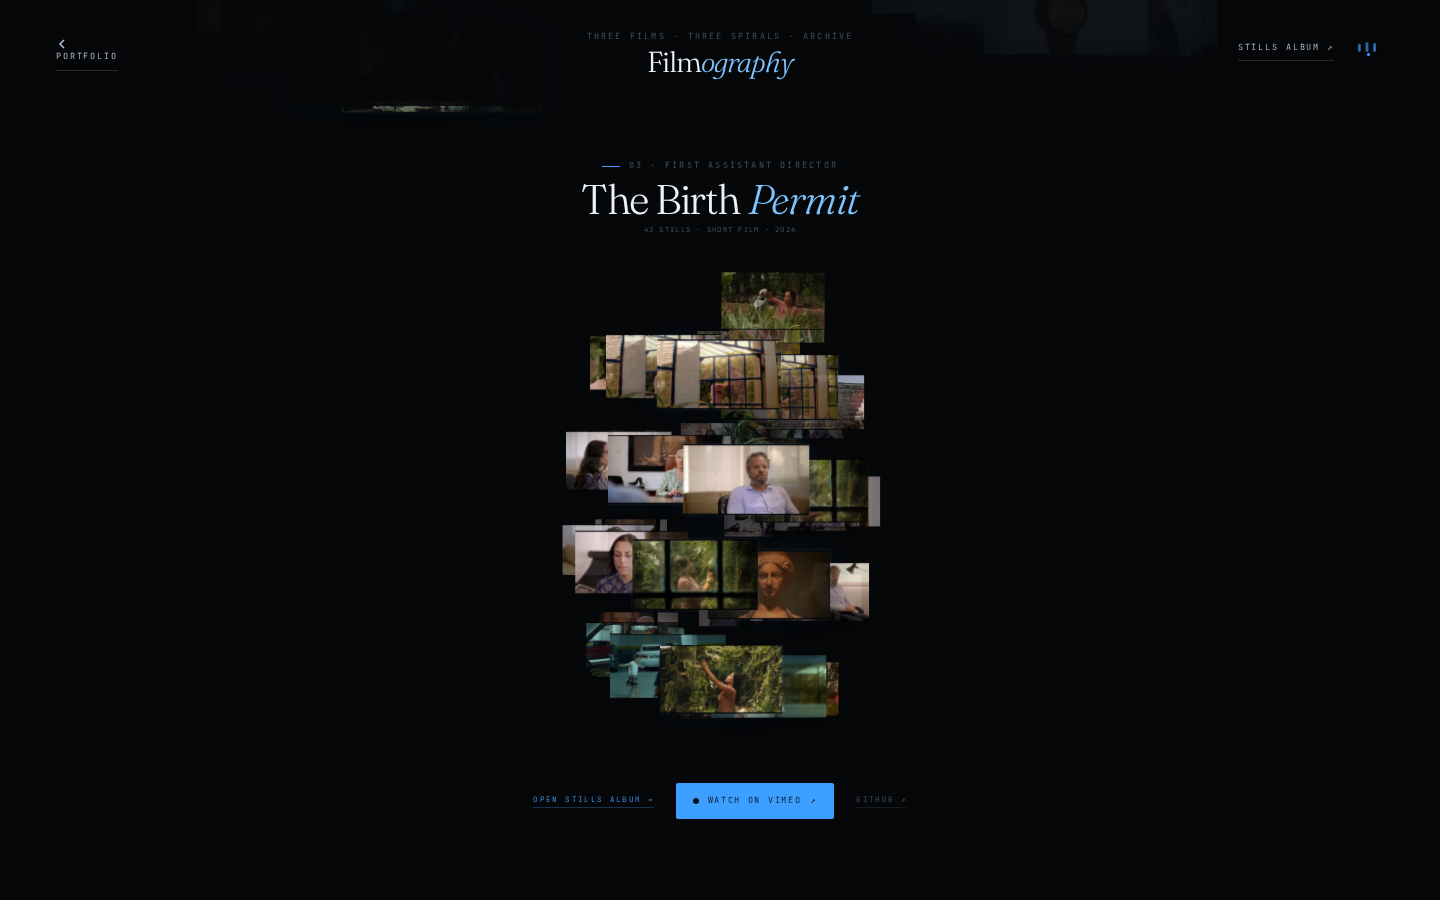 PORTFOLIO
THREE FILMS · THREE SPIRALS · ARCHIVE
Filmography
STILLS ALBUM ↗
03 · FIRST ASSISTANT DIRECTOR
The Birth Permit
43 STILLS · SHORT FILM · 2026
OPEN STILLS ALBUM →
WATCH ON VIMEO ↗
GITHUB ↗